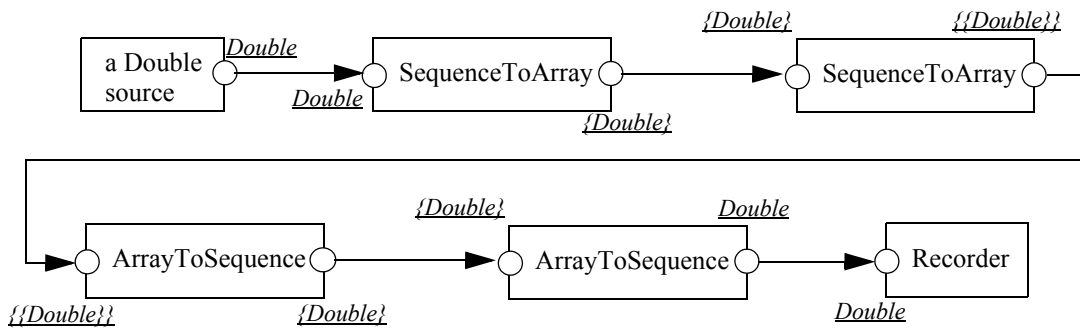 {Double}
{{Double}}
Double
a Double
source
SequenceToArray
SequenceToArray
Double
{Double}
{Double}
Double
ArrayToSequence
ArrayToSequence
Recorder
{{Double}}
{Double}
Double